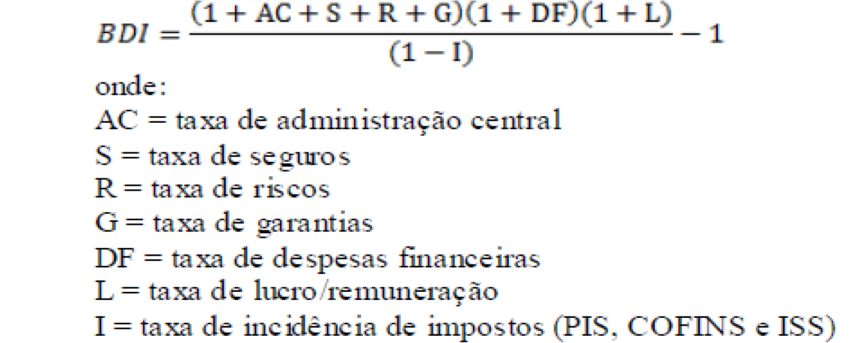 BDI = (1 + AC + S + R + G)(1 + DF)(1 + L) / (1 − I) − 1
onde:
AC = taxa de administração central
S = taxa de seguros
R = taxa de riscos
G = taxa de garantias
DF = taxa de despesas financeiras
L = taxa de lucro/remuneração
I = taxa de incidência de impostos (PIS, COFINS e ISS)